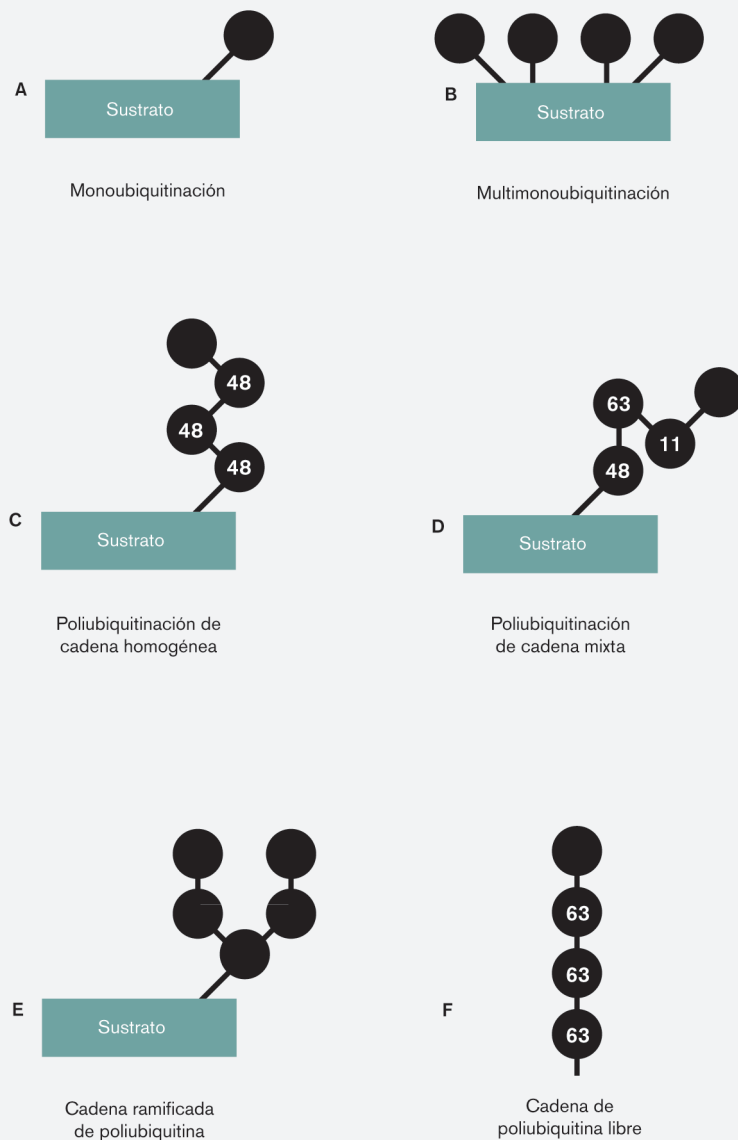 A
Sustrato
Monoubiquitinación
B
Sustrato
Multimonoubiquitinación
C
48
48
48
Sustrato
Poliubiquitinación de
cadena homogénea
D
63
11
48
Sustrato
Poliubiquitinación
de cadena mixta
E
Sustrato
Cadena ramificada
de poliubiquitina
F
63
63
63
Cadena de
poliubiquitina libre